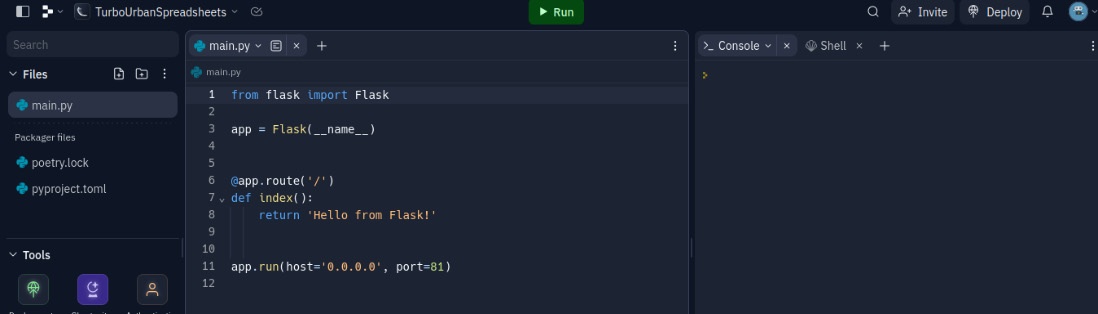 TurboUrbanSpreadsheets
Run
Invite
Deploy
Search
Files
main.py
Packager files
poetry.lock
pyproject.toml
Tools
main.py
main.py
1 from flask import Flask
2
3 app = Flask(__name__)
4
5
6 @app.route('/')
7 def index():
8     return 'Hello from Flask!'
9
10
11 app.run(host='0.0.0.0', port=81)
12
Console
Shell